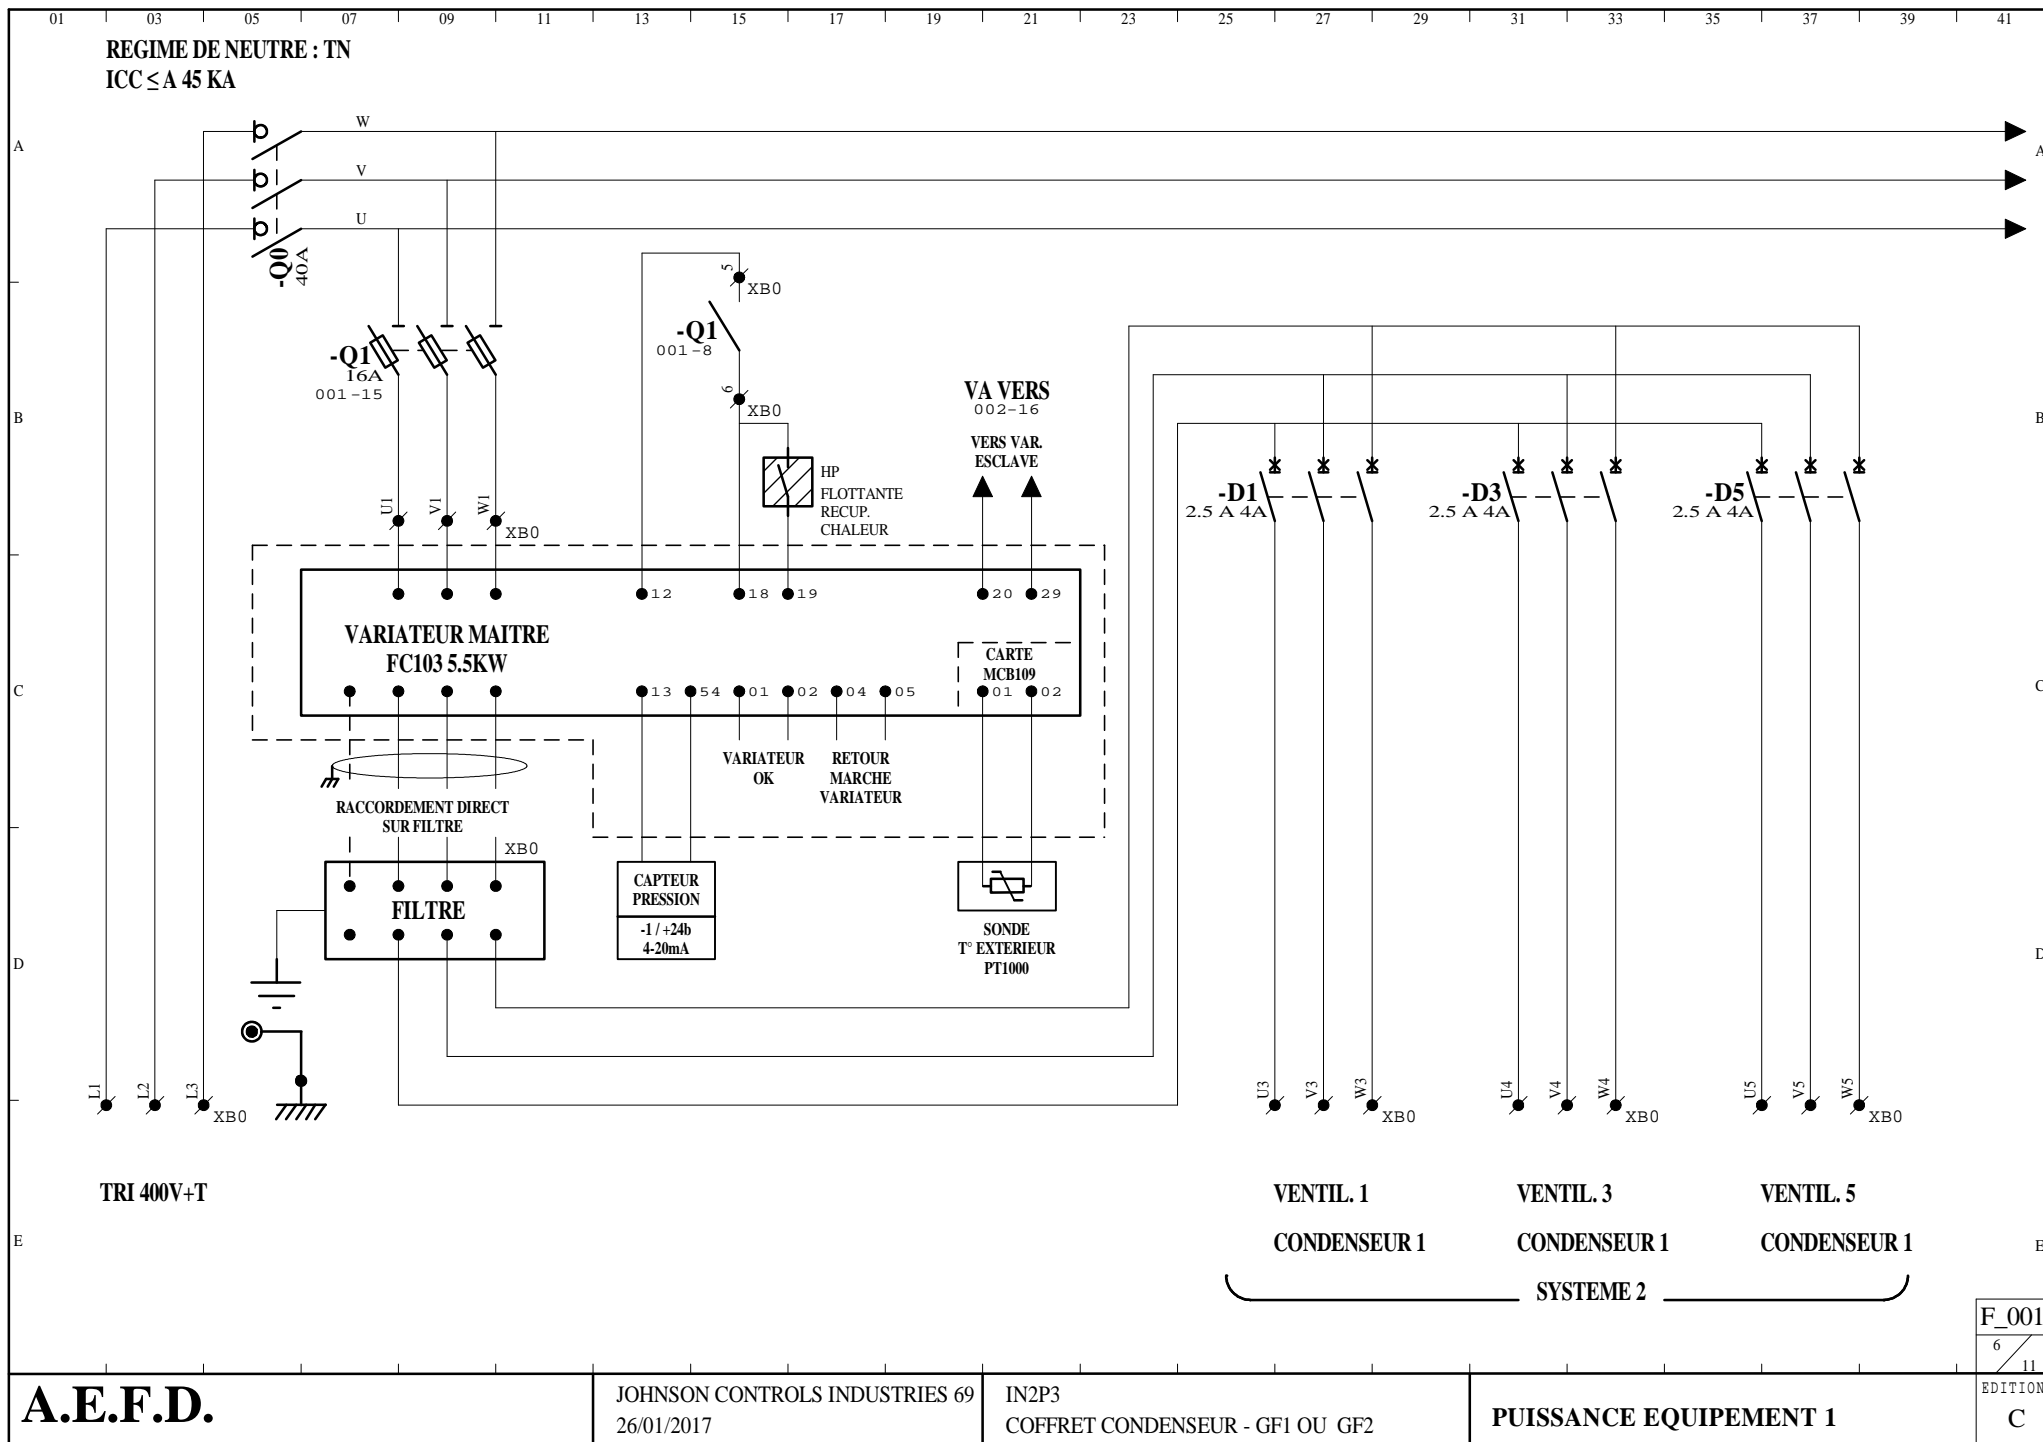 01 03 05 07 09 11 13 15 17 19 21 23 25 27 29 31 33 35 37 39 41
REGIME DE NEUTRE : TN
ICC ≤ A 45 KA
W
A
A
V
U
-Q0
40A
5
XB0
-Q1
16A
001-15
-Q1
001-8
6
XB0
VA VERS
002-16
VERS VAR.
ESCLAVE
B
B
HP
FLOTTANTE
RECUP.
CHALEUR
-D1
2.5 A 4A
-D3
2.5 A 4A
-D5
2.5 A 4A
U1 V1 W1
XB0
12 18 19 20 29
VARIATEUR MAITRE
FC103 5.5KW
CARTE
MCB109
C
C
13 54 01 02 04 05 01 02
VARIATEUR
OK
RETOUR
MARCHE
VARIATEUR
RACCORDEMENT DIRECT
SUR FILTRE
XB0
FILTRE
CAPTEUR
PRESSION
-1 / +24b
4-20mA
SONDE
T° EXTERIEUR
PT1000
D
D
L1 L2 L3
XB0
U3 V3 W3
XB0
U4 V4 W4
XB0
U5 V5 W5
XB0
TRI 400V+T
VENTIL. 1 VENTIL. 3 VENTIL. 5
E
E
CONDENSEUR 1 CONDENSEUR 1 CONDENSEUR 1
SYSTEME 2
F_001
6
11
A.E.F.D.
JOHNSON CONTROLS INDUSTRIES 69
26/01/2017
IN2P3
COFFRET CONDENSEUR - GF1 OU GF2
PUISSANCE EQUIPEMENT 1
EDITION
C